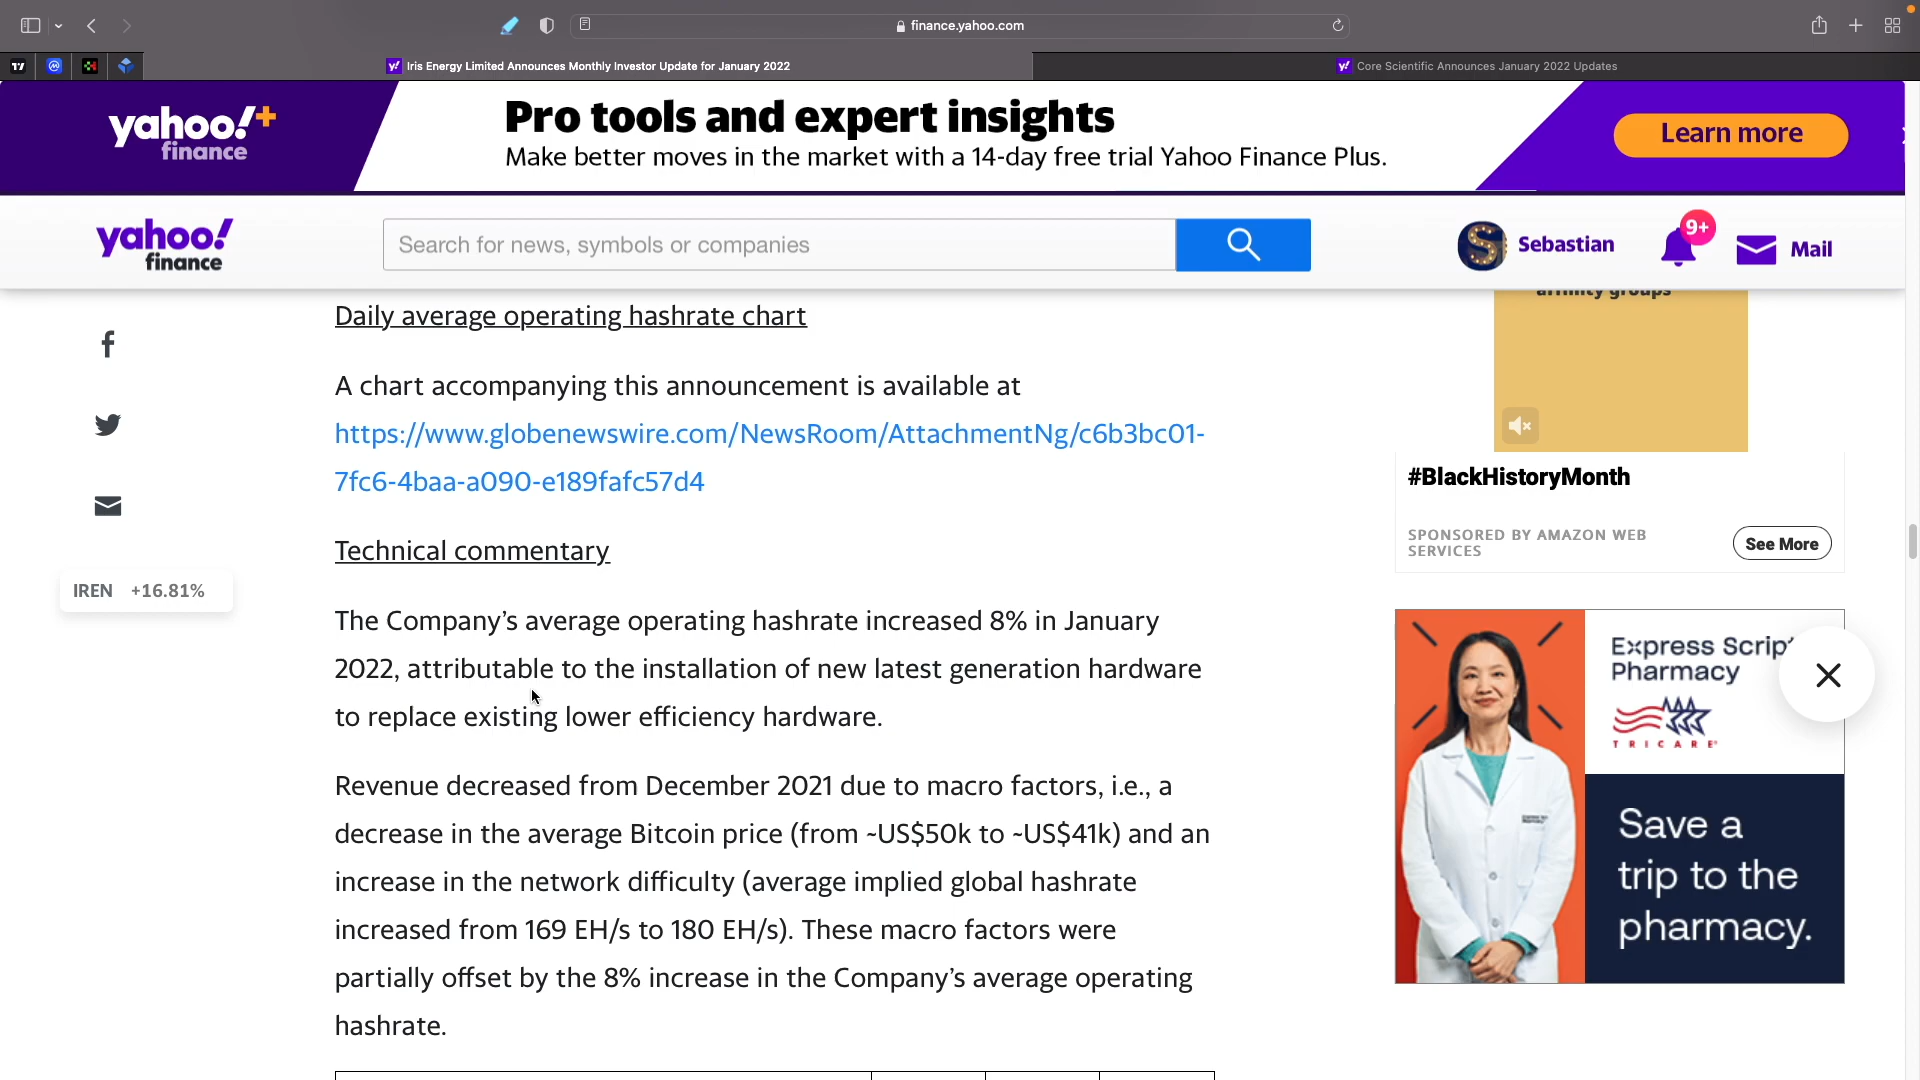 finance.yahoo.com
Iris Energy Limited Announces Monthly Investor Update for January 2022
Core Scientific Announces January 2022 Updates
yahoo!+
finance
Pro tools and expert insights
Make better moves in the market with a 14-day free trial Yahoo Finance Plus.
Learn more
yahoo!
finance
Search for news, symbols or companies
S
Sebastian
9+
Mail
affinity groups
Daily average operating hashrate chart
A chart accompanying this announcement is available at
https://www.globenewswire.com/NewsRoom/AttachmentNg/c6b3bc01-
7fc6-4baa-a090-e189fafc57d4
Technical commentary
IREN +16.81%
The Company’s average operating hashrate increased 8% in January
2022, attributable to the installation of new latest generation hardware
to replace existing lower efficiency hardware.
Revenue decreased from December 2021 due to macro factors, i.e., a
decrease in the average Bitcoin price (from ~US$50k to ~US$41k) and an
increase in the network difficulty (average implied global hashrate
increased from 169 EH/s to 180 EH/s). These macro factors were
partially offset by the 8% increase in the Company’s average operating
hashrate.
#BlackHistoryMonth
SPONSORED BY AMAZON WEB
SERVICES
See More
Express Scrip
Pharmacy
TRICARE
Save a
trip to the
pharmacy.